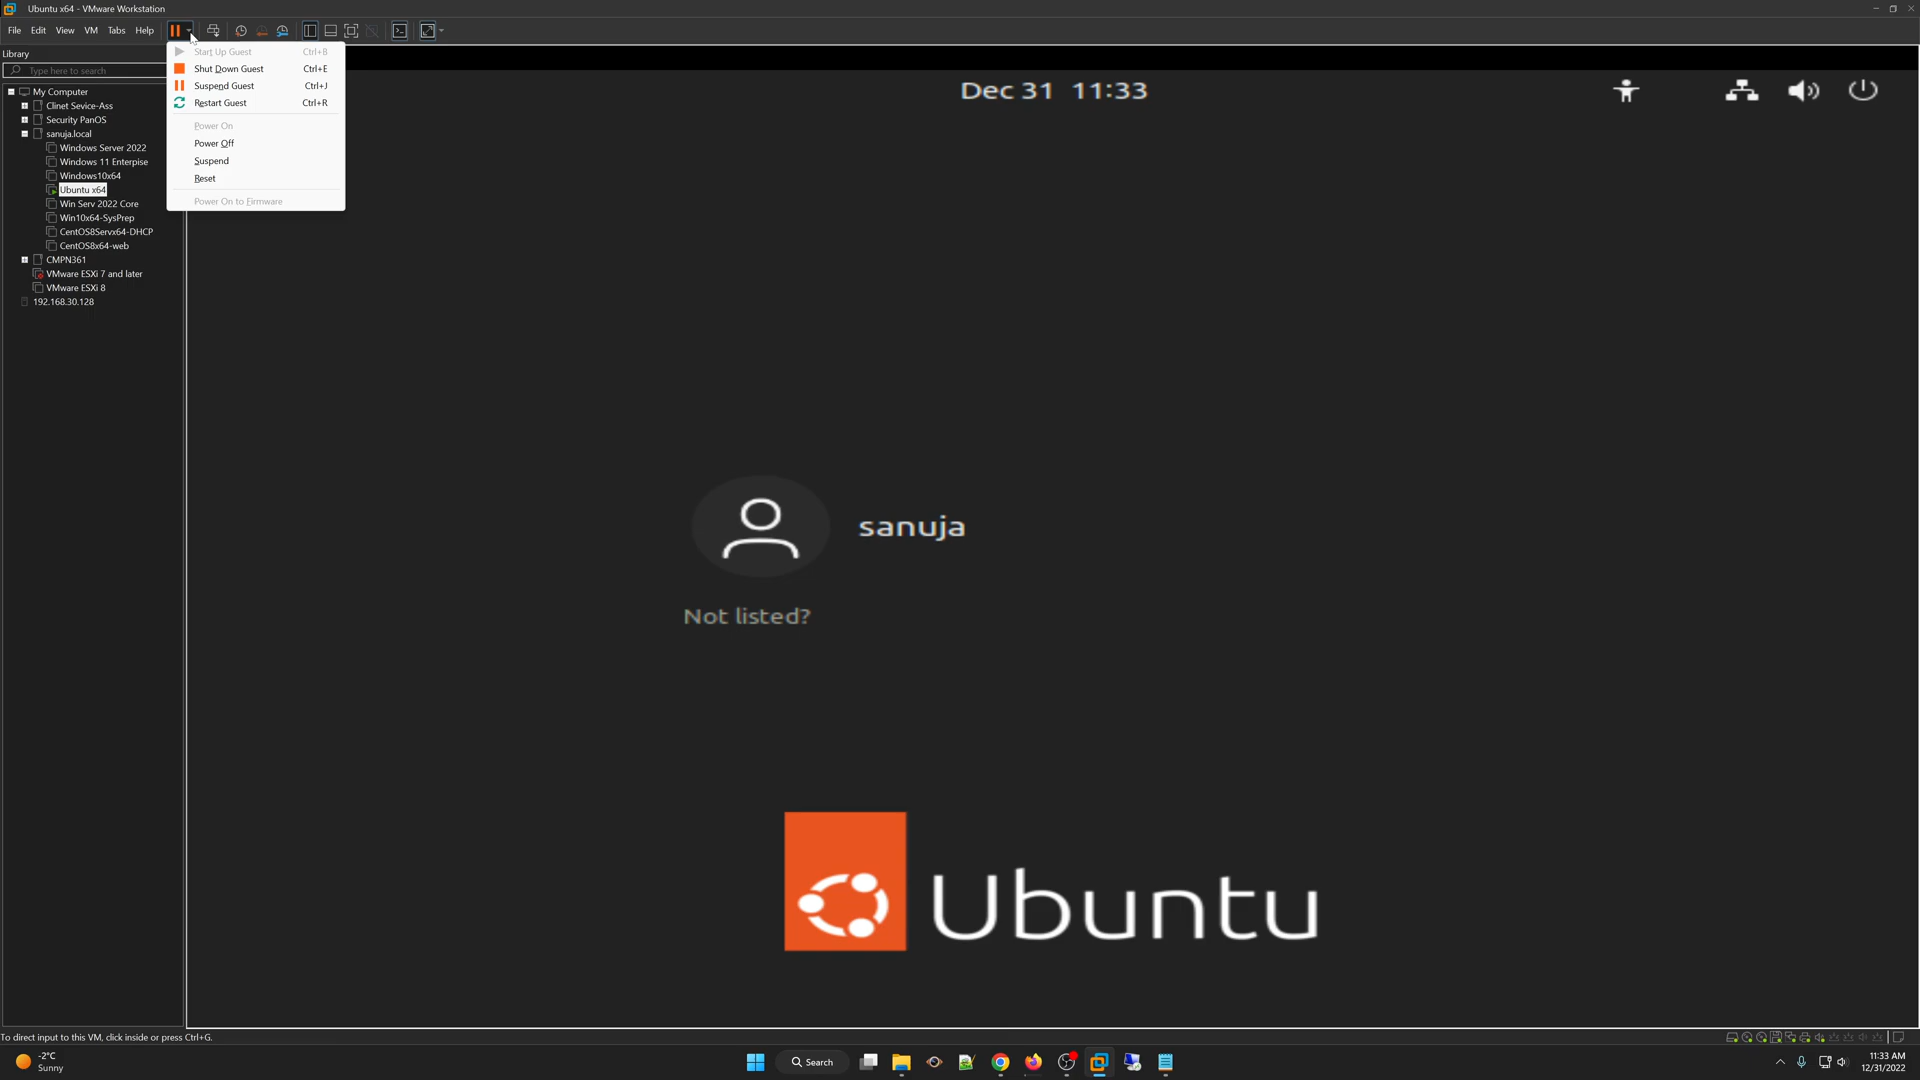 Ubuntu x64 - VMware Workstation
File Edit View VM Tabs Help
Library
Type here to search
My Computer
Clinet Sevice-Ass
Security PanOS
sanuja.local
Windows Server 2022
Windows 11 Enterpise
Windows10x64
Ubuntu x64
Win Serv 2022 Core
Win10x64-SysPrep
CentOS8Servx64-DHCP
CentOS8x64-web
CMPN361
VMware ESXi 7 and later
VMware ESXi 8
192.168.30.128
Start Up Guest Ctrl+B
Shut Down Guest Ctrl+E
Suspend Guest Ctrl+J
Restart Guest Ctrl+R
Power On
Power Off
Suspend
Reset
Power On to Firmware
Dec 31 11:33
sanuja
Not listed?
Ubuntu
To direct input to this VM, click inside or press Ctrl+G.
-2°C
Sunny
Search
11:33 AM
12/31/2022